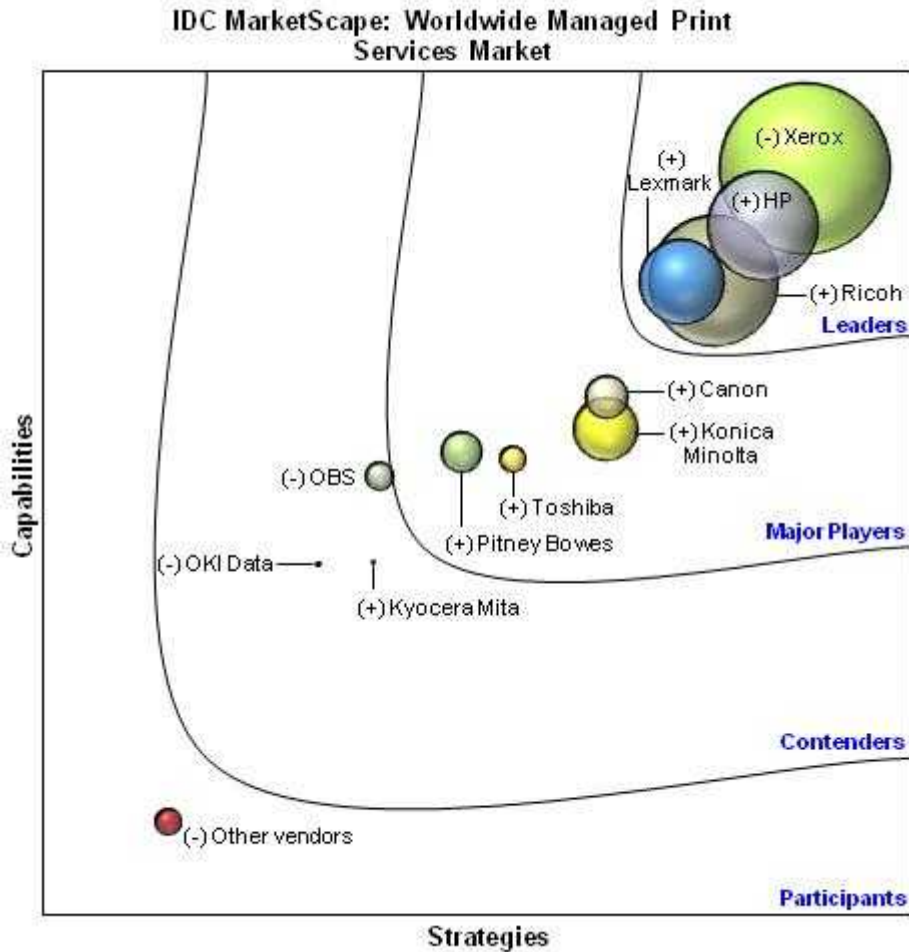 IDC MarketScape: Worldwide Managed Print
Services Market
(-) Xerox
(+)
Lexmark
(+) HP
(+) Ricoh
Leaders
(+) Canon
(+) Konica
Minolta
(-) OBS
(+) Toshiba
(+) Pitney Bowes
Major Players
(-) OKI Data
(+) Kyocera Mita
Contenders
(-) Other vendors
Participants
Capabilities
Strategies